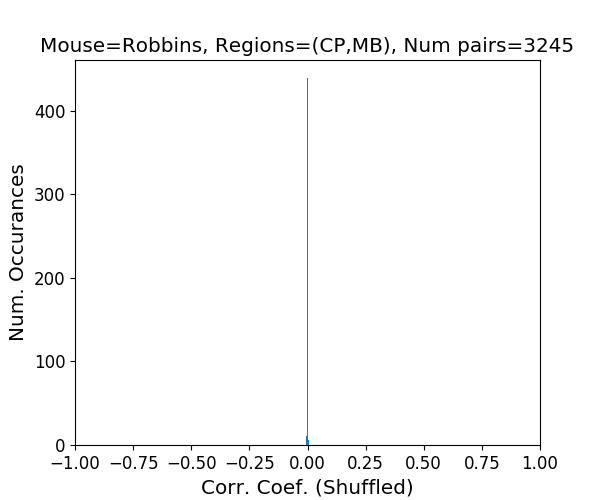 Mouse=Robbins, Regions=(CP,MB), Num pairs=3245
Num. Occurances
400
300
200
100
0
−1.00 −0.75 −0.50 −0.25 0.00 0.25 0.50 0.75 1.00
Corr. Coef. (Shuffled)